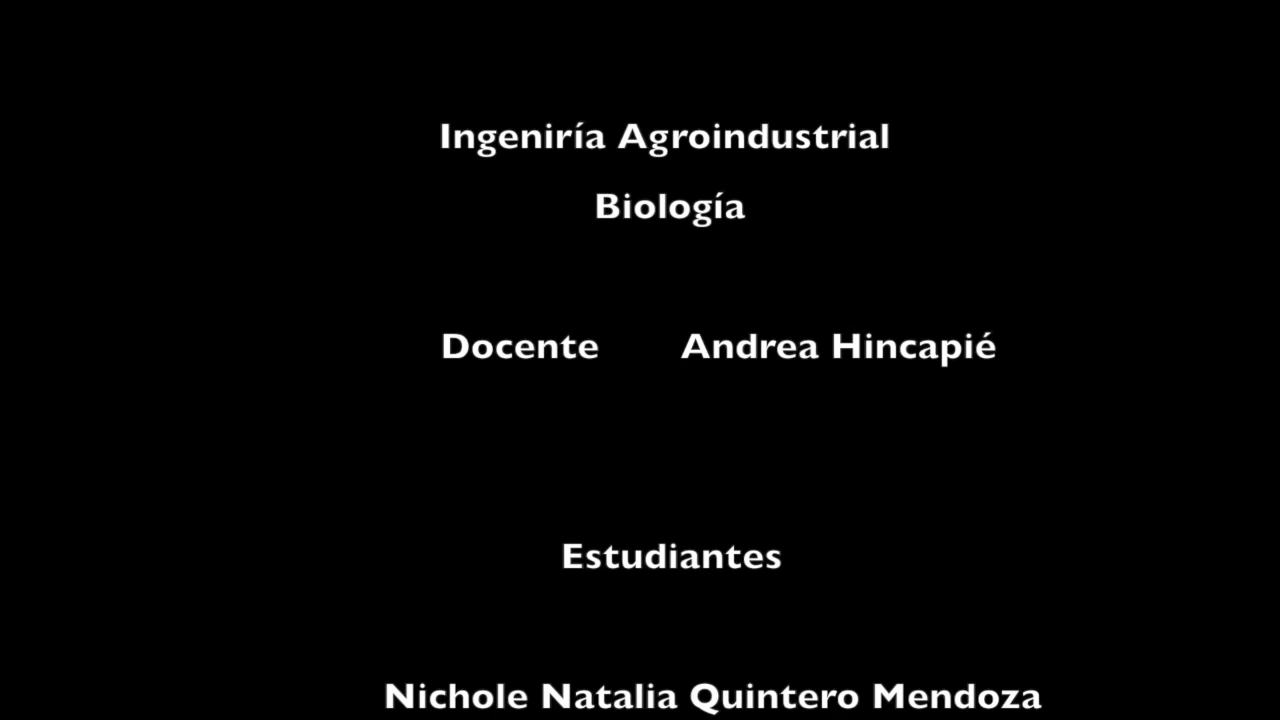 Ingeniría Agroindustrial
Biología
Docente Andrea Hincapié
Estudiantes
Nichole Natalia Quintero Mendoza